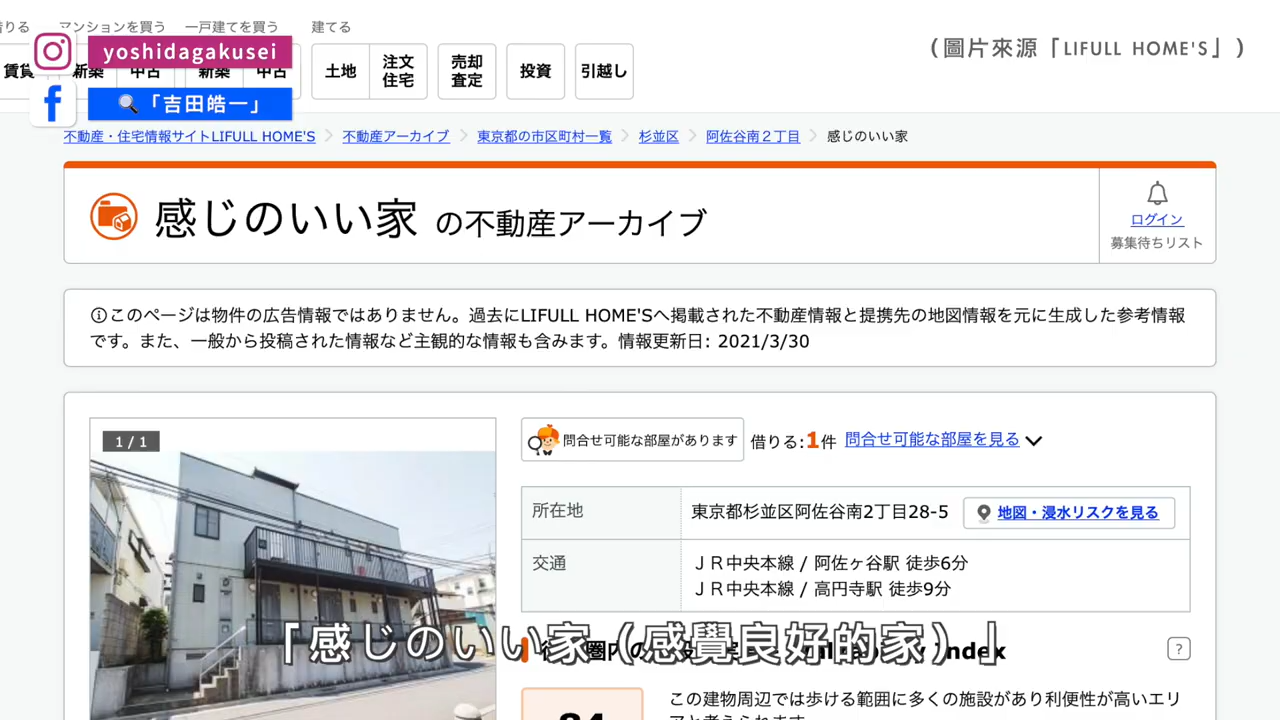 マンションを買う 一戸建てを買う 建てる
（圖片來源「LIFULL HOME'S」）
yoshidagakusei
賃貸 新築 中古 新築 中古 土地 注文住宅 売却査定 投資 引越し
「吉田皓一」
不動産・住宅情報サイトLIFULL HOME'S 不動産アーカイブ 東京都の市区町村一覧 杉並区 阿佐谷南２丁目 感じのいい家
感じのいい家 の不動産アーカイブ
ログイン
募集待ちリスト
このページは物件の広告情報ではありません。過去にLIFULL HOME'Sへ掲載された不動産情報と提携先の地図情報を元に生成した参考情報
です。また、一般から投稿された情報など主観的な情報も含みます。情報更新日: 2021/3/30
1 / 1
問合せ可能な部屋があります 借りる:1件 問合せ可能な部屋を見る
所在地 東京都杉並区阿佐谷南2丁目28-5 地図・浸水リスクを見る
交通 ＪＲ中央本線 / 阿佐ヶ谷駅 徒歩6分
ＪＲ中央本線 / 高円寺駅 徒歩9分
「感じのいい家（感覺良好的家）」
?
この建物周辺では歩ける範囲に多くの施設があり利便性が高いエリ